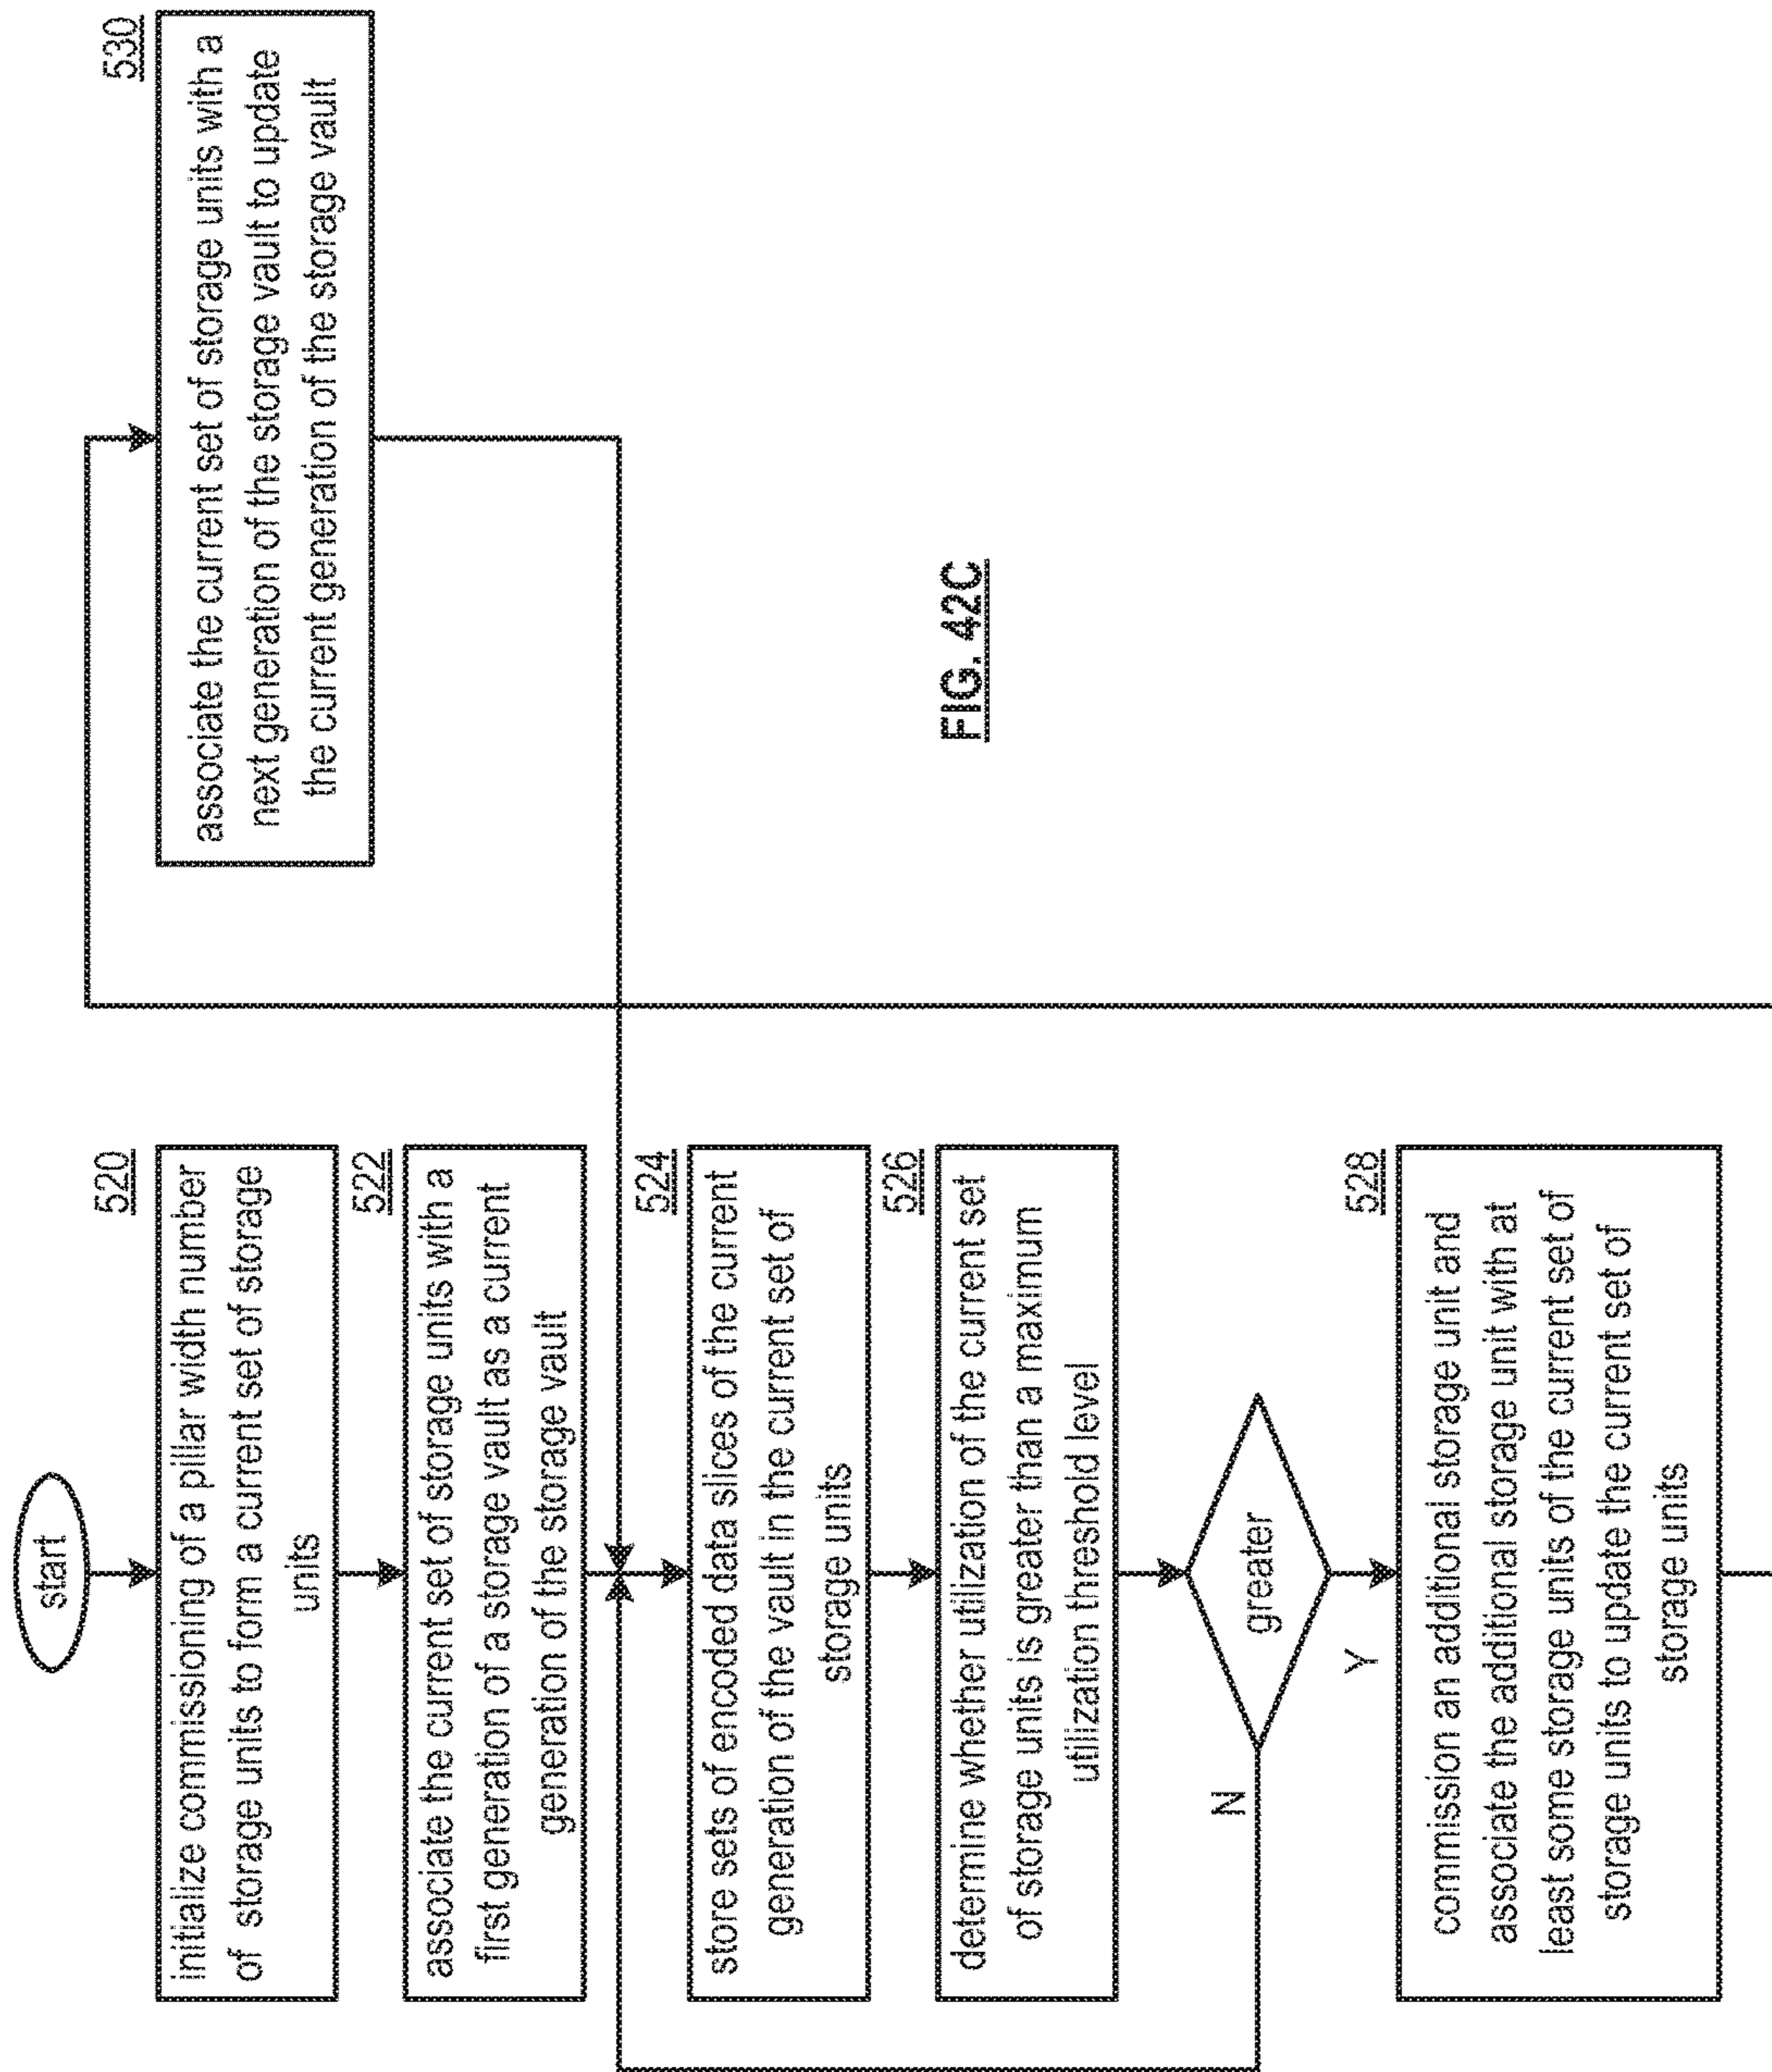 start
520
initialize commissioning of a pillar width number
of storage units to form a current set of storage
units
522
associate the current set of storage units with a
first generation of a storage vault as a current
generation of the storage vault
524
store sets of encoded data slices of the current
generation of the vault in the current set of
storage units
526
determine whether utilization of the current set
of storage units is greater than a maximum
utilization threshold level
greater
N
Y
528
commission an additional storage unit and
associate the additional storage unit with at
least some storage units of the current set of
storage units to update the current set of
storage units
530
associate the current set of storage units with a
next generation of the storage vault to update
the current generation of the storage vault
FIG. 42C